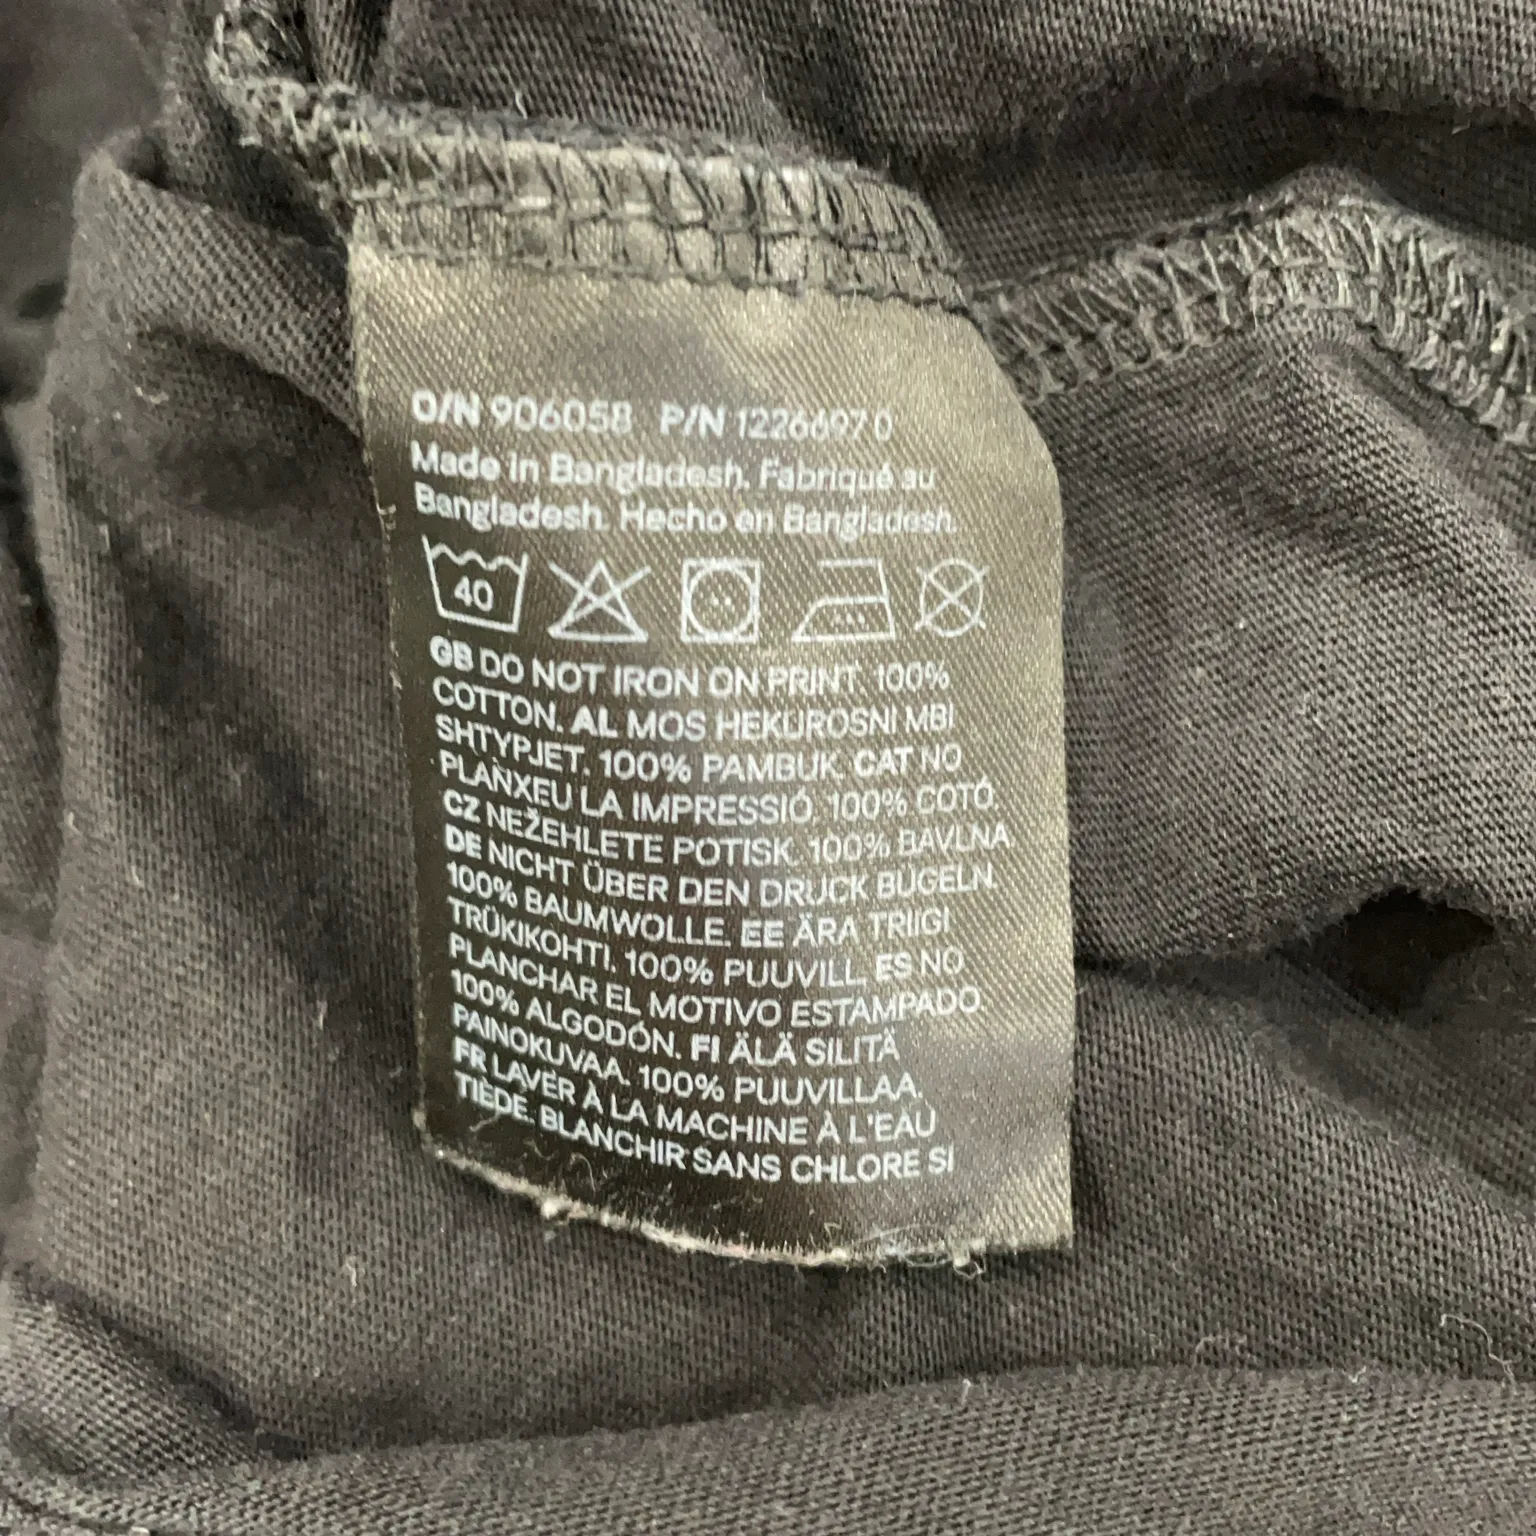 O/N 906058 P/N 12266970
Made in Bangladesh. Fabriqué au
Bangladesh. Hecho en Bangladesh.
40
GB DO NOT IRON ON PRINT. 100%
COTTON. AL MOS HEKUROSNI MBI
SHTYPJET. 100% PAMBUK. CAT NO
PLANXEU LA IMPRESSIÓ. 100% COTÓ.
CZ NEŽEHLETE POTISK. 100% BAVLNA.
DE NICHT ÜBER DEN DRUCK BÜGELN.
100% BAUMWOLLE. EE ÄRA TRIIGI
TRÜKIKOHTI. 100% PUUVILL. ES NO
PLANCHAR EL MOTIVO ESTAMPADO.
100% ALGODÓN. FI ÄLÄ SILITÄ
PAINOKUVAA. 100% PUUVILLAA.
FR LAVER À LA MACHINE À L'EAU
TIÈDE. BLANCHIR SANS CHLORE SI